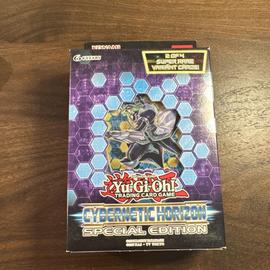 KONAMI
2 OF 4
SUPER RARE
VARIANT CARDS!
Yu-Gi-Oh!
TRADING CARD GAME
CYBERNETIC HORIZON
SPECIAL EDITION